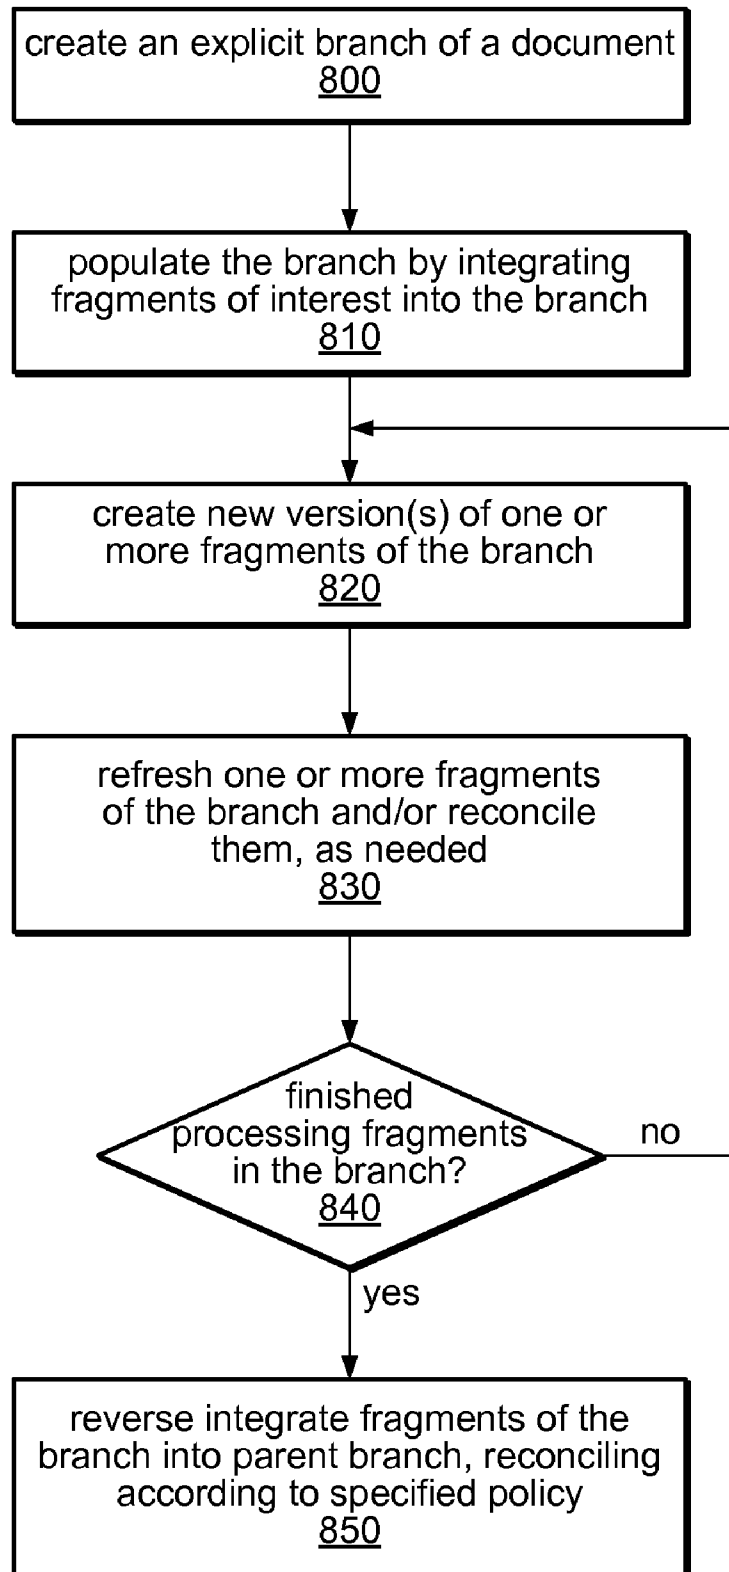 create an explicit branch of a document
800
populate the branch by integrating
fragments of interest into the branch
810
create new version(s) of one or
more fragments of the branch
820
refresh one or more fragments
of the branch and/or reconcile
them, as needed
830
finished
processing fragments
in the branch?
840
no
yes
reverse integrate fragments of the
branch into parent branch, reconciling
according to specified policy
850